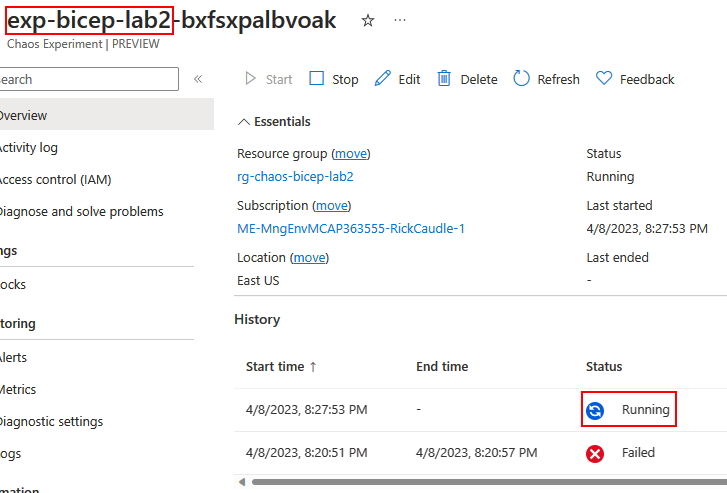 exp-bicep-lab2-bxfsxpalbvoak
Chaos Experiment | PREVIEW
earch
Start Stop Edit Delete Refresh Feedback
Overview
Activity log
Access control (IAM)
Diagnose and solve problems
ngs
ocks
toring
Alerts
Metrics
Diagnostic settings
ogs
mation
Essentials
Resource group (move)
rg-chaos-bicep-lab2
Status
Running
Subscription (move)
ME-MngEnvMCAP363555-RickCaudle-1
Last started
4/8/2023, 8:27:53 PM
Location (move)
East US
Last ended
-
History
Start time ↑ End time Status
4/8/2023, 8:27:53 PM - Running
4/8/2023, 8:20:51 PM 4/8/2023, 8:20:57 PM Failed